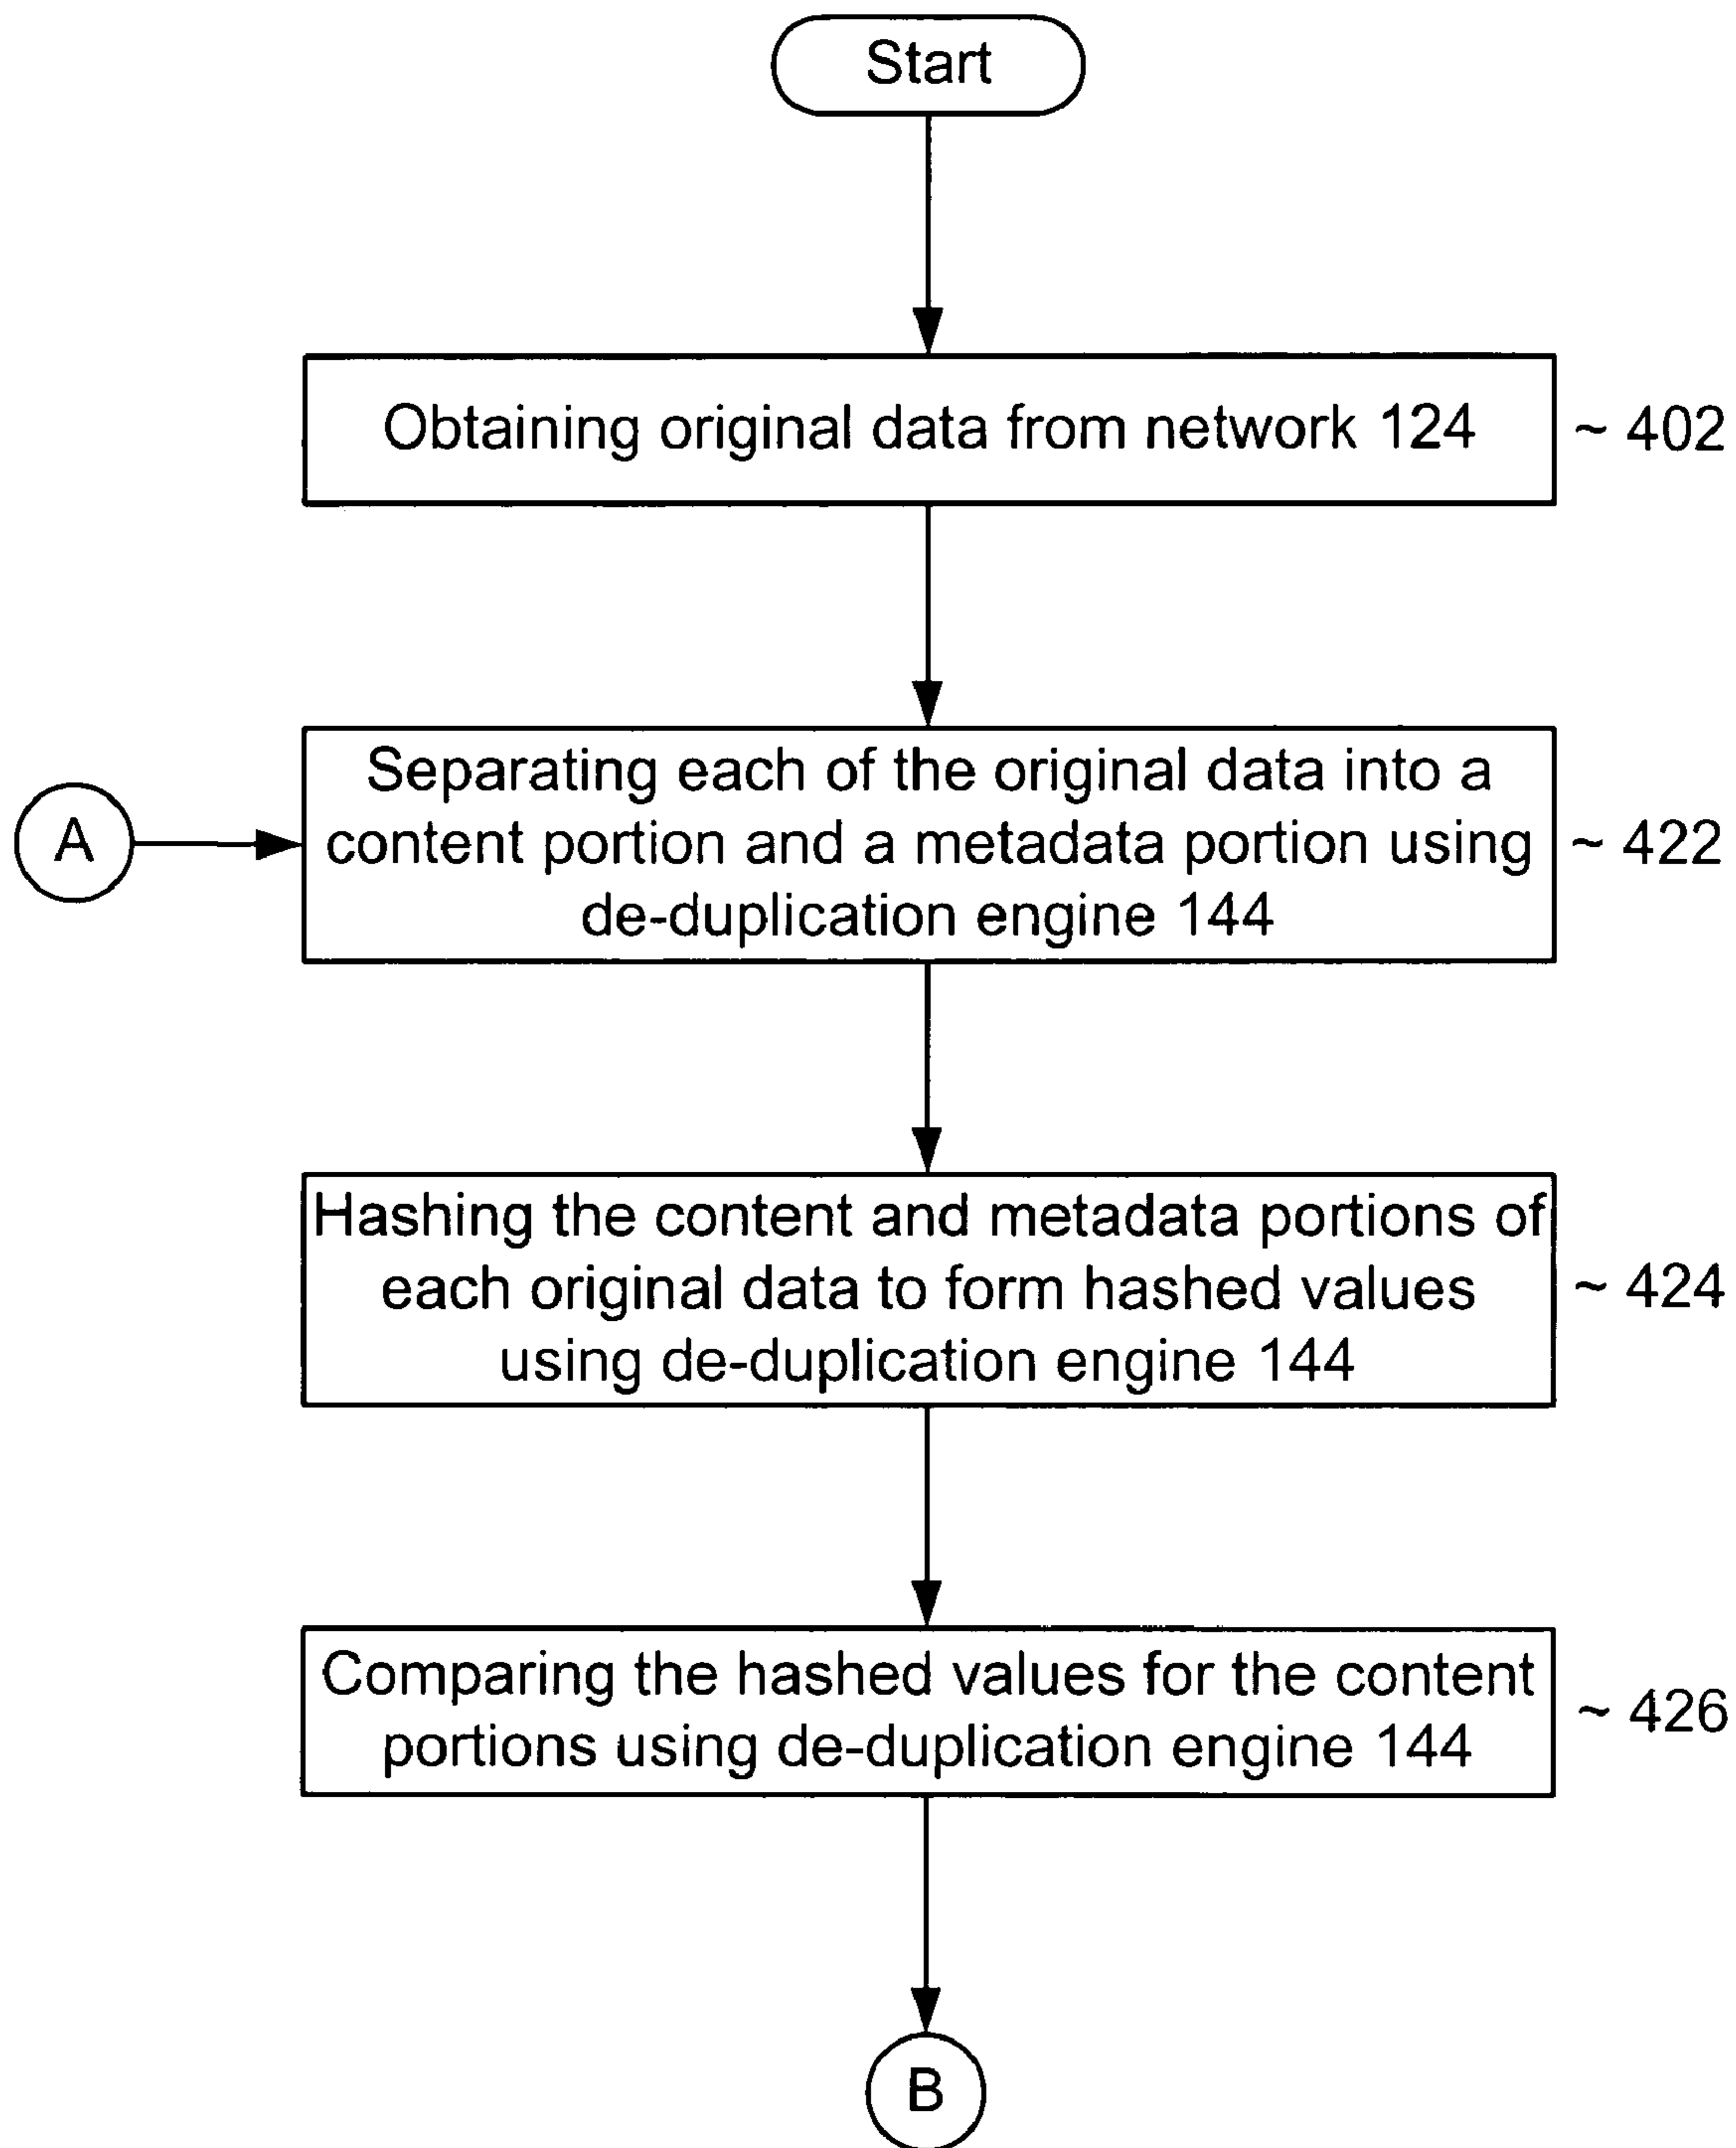 Start
Obtaining original data from network 124
~ 402
Separating each of the original data into a
content portion and a metadata portion using
de-duplication engine 144
~ 422
A
Hashing the content and metadata portions of
each original data to form hashed values
using de-duplication engine 144
~ 424
Comparing the hashed values for the content
portions using de-duplication engine 144
~ 426
B